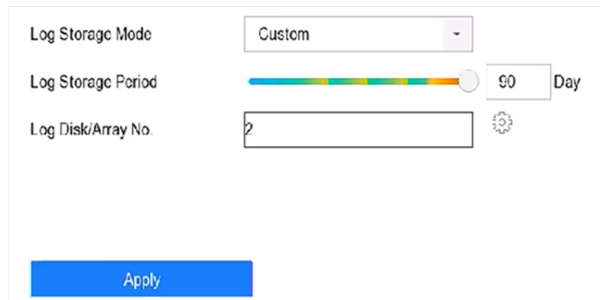 Log Storage Mode Custom
Log Storage Period 90 Day
Log Disk/Array No. 2
Apply